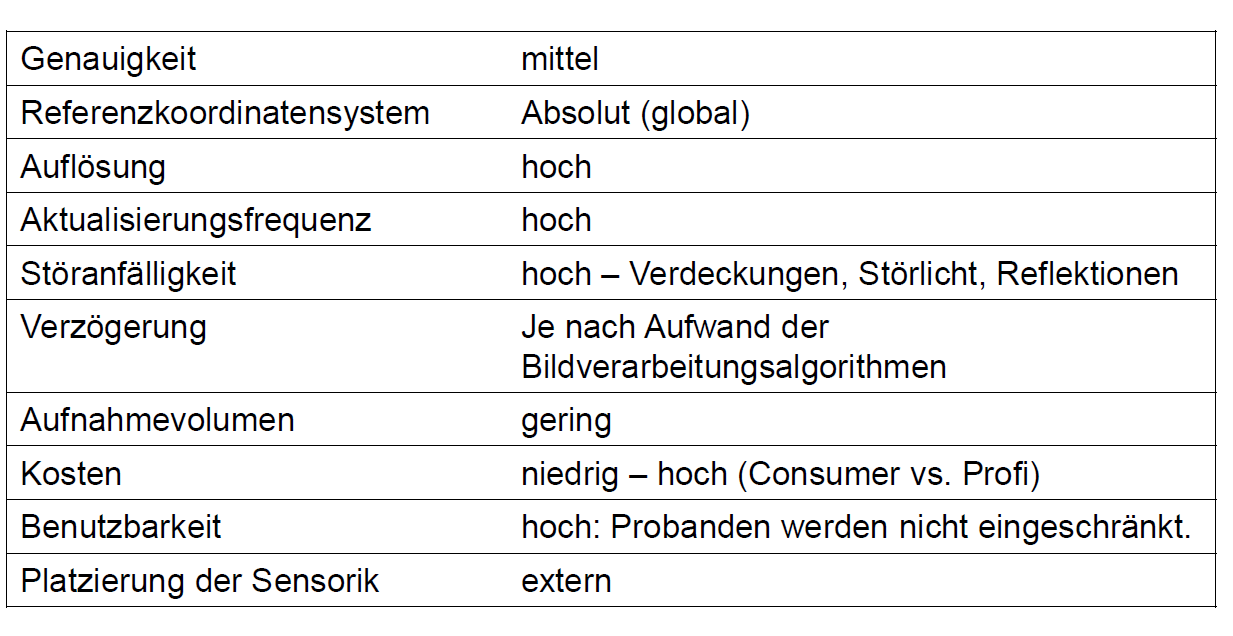 Genauigkeit mittel
Referenzkoordinatensystem Absolut (global)
Auflösung hoch
Aktualisierungsfrequenz hoch
Störanfälligkeit hoch – Verdeckungen, Störlicht, Reflektionen
Verzögerung Je nach Aufwand der
Bildverarbeitungsalgorithmen
Aufnahmevolumen gering
Kosten niedrig – hoch (Consumer vs. Profi)
Benutzbarkeit hoch: Probanden werden nicht eingeschränkt.
Platzierung der Sensorik extern